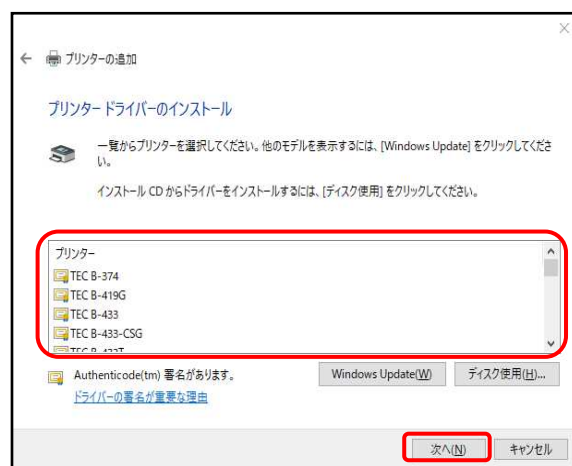 プリンターの追加
プリンター ドライバーのインストール
一覧からプリンターを選択してください。他のモデルを表示するには、[Windows Update] をクリックしてくださ
い。
インストール CD からドライバーをインストールするには、[ディスク使用] をクリックしてください。
プリンター
TEC B-374
TEC B-419G
TEC B-433
TEC B-433-CSG
Authenticode(tm) 署名があります。
Windows Update(W)
ディスク使用(H)...
ドライバーの署名が重要な理由
次へ(N)
キャンセル